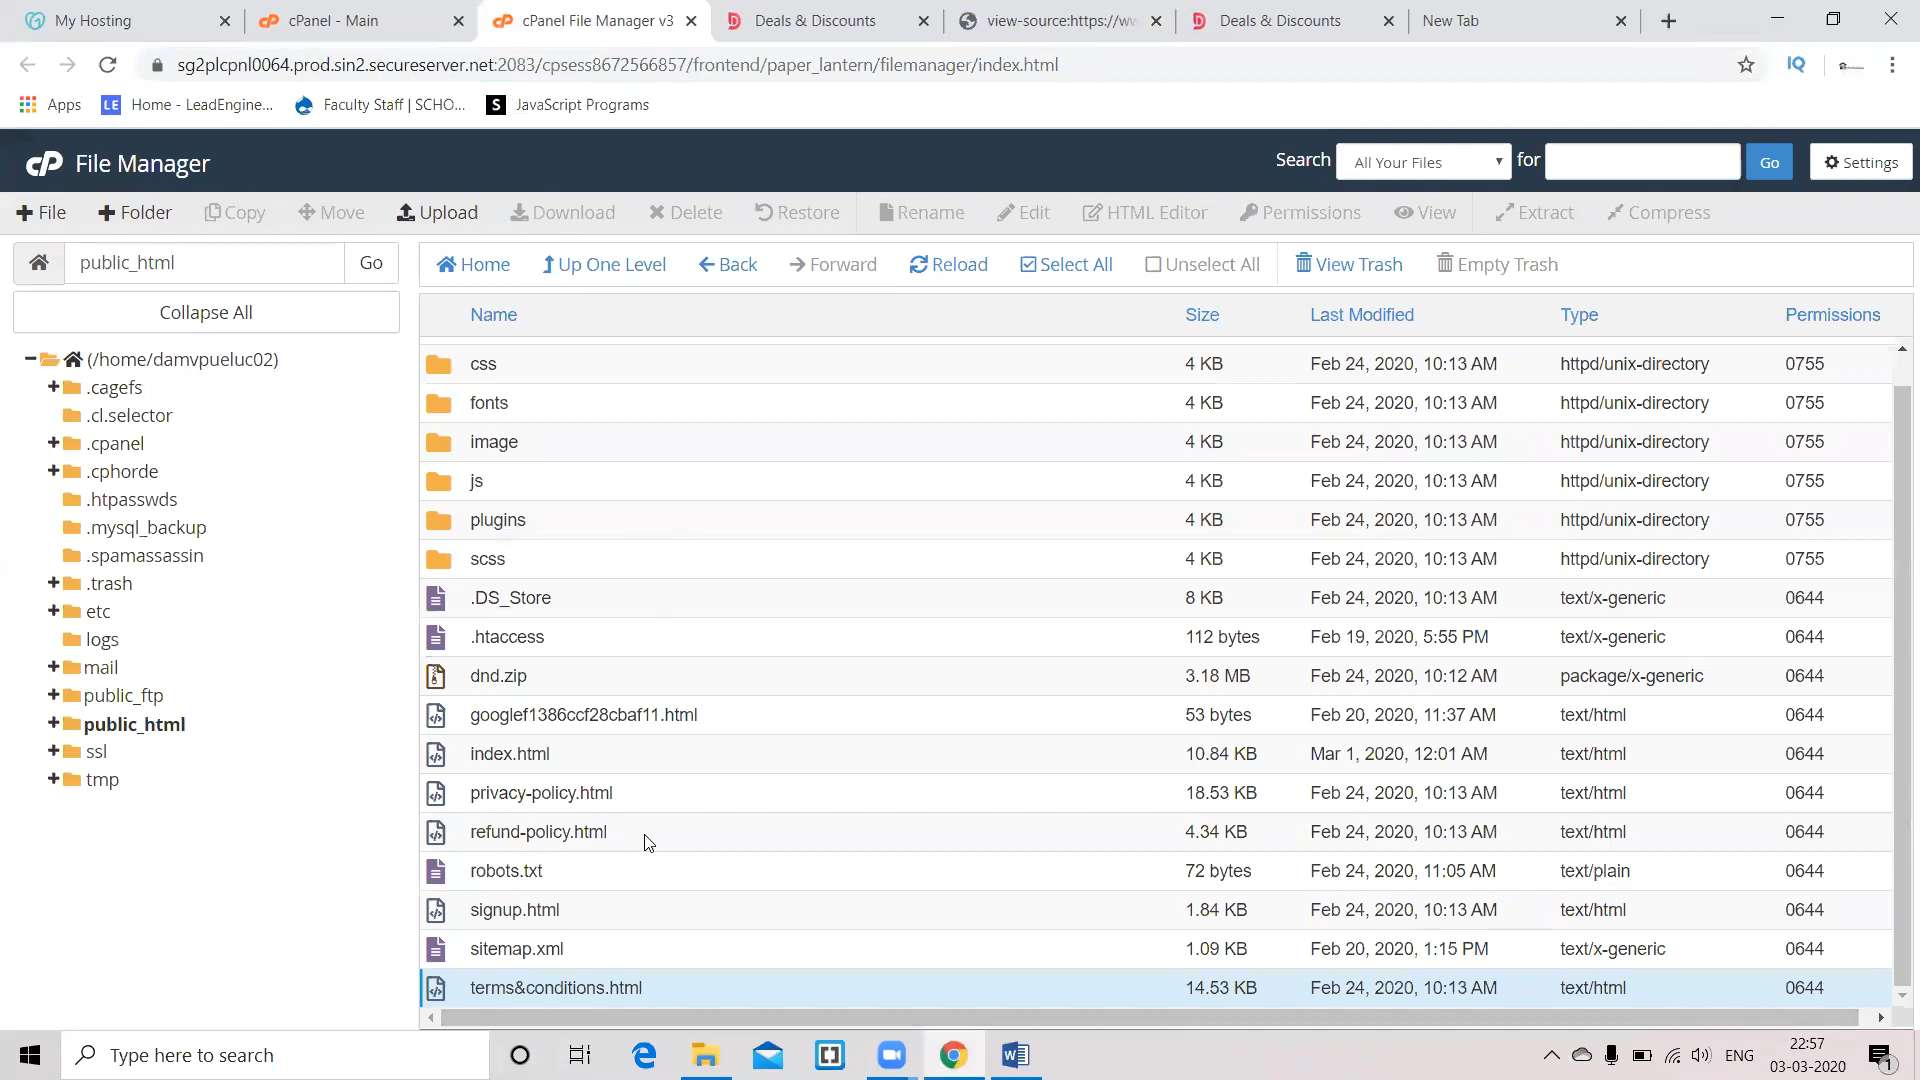 My Hosting
cPanel - Main
cPanel File Manager v3
Deals & Discounts
view-source:https://w
Deals & Discounts
New Tab
sg2plcpnl0064.prod.sin2.secureserver.net:2083/cpsess8672566857/frontend/paper_lantern/filemanager/index.html
IQ
Apps
LE Home - LeadEngine...
Faculty Staff | SCHO...
S JavaScript Programs
cP File Manager
Search All Your Files for Go Settings
File Folder Copy Move Upload Download Delete Restore Rename Edit HTML Editor Permissions View Extract Compress
public_html Go
Home Up One Level Back Forward Reload Select All Unselect All View Trash Empty Trash
Collapse All
(/home/damvpueluc02)
.cagefs
.cl.selector
.cpanel
.cphorde
.htpasswds
.mysql_backup
.spamassassin
.trash
etc
logs
mail
public_ftp
public_html
ssl
tmp
Name Size Last Modified Type Permissions
css 4 KB Feb 24, 2020, 10:13 AM httpd/unix-directory 0755
fonts 4 KB Feb 24, 2020, 10:13 AM httpd/unix-directory 0755
image 4 KB Feb 24, 2020, 10:13 AM httpd/unix-directory 0755
js 4 KB Feb 24, 2020, 10:13 AM httpd/unix-directory 0755
plugins 4 KB Feb 24, 2020, 10:13 AM httpd/unix-directory 0755
scss 4 KB Feb 24, 2020, 10:13 AM httpd/unix-directory 0755
.DS_Store 8 KB Feb 24, 2020, 10:13 AM text/x-generic 0644
.htaccess 112 bytes Feb 19, 2020, 5:55 PM text/x-generic 0644
dnd.zip 3.18 MB Feb 24, 2020, 10:12 AM package/x-generic 0644
googlef1386ccf28cbaf11.html 53 bytes Feb 20, 2020, 11:37 AM text/html 0644
index.html 10.84 KB Mar 1, 2020, 12:01 AM text/html 0644
privacy-policy.html 18.53 KB Feb 24, 2020, 10:13 AM text/html 0644
refund-policy.html 4.34 KB Feb 24, 2020, 10:13 AM text/html 0644
robots.txt 72 bytes Feb 24, 2020, 11:05 AM text/plain 0644
signup.html 1.84 KB Feb 24, 2020, 10:13 AM text/html 0644
sitemap.xml 1.09 KB Feb 20, 2020, 1:15 PM text/x-generic 0644
terms&conditions.html 14.53 KB Feb 24, 2020, 10:13 AM text/html 0644
Type here to search
ENG
22:57
03-03-2020
1